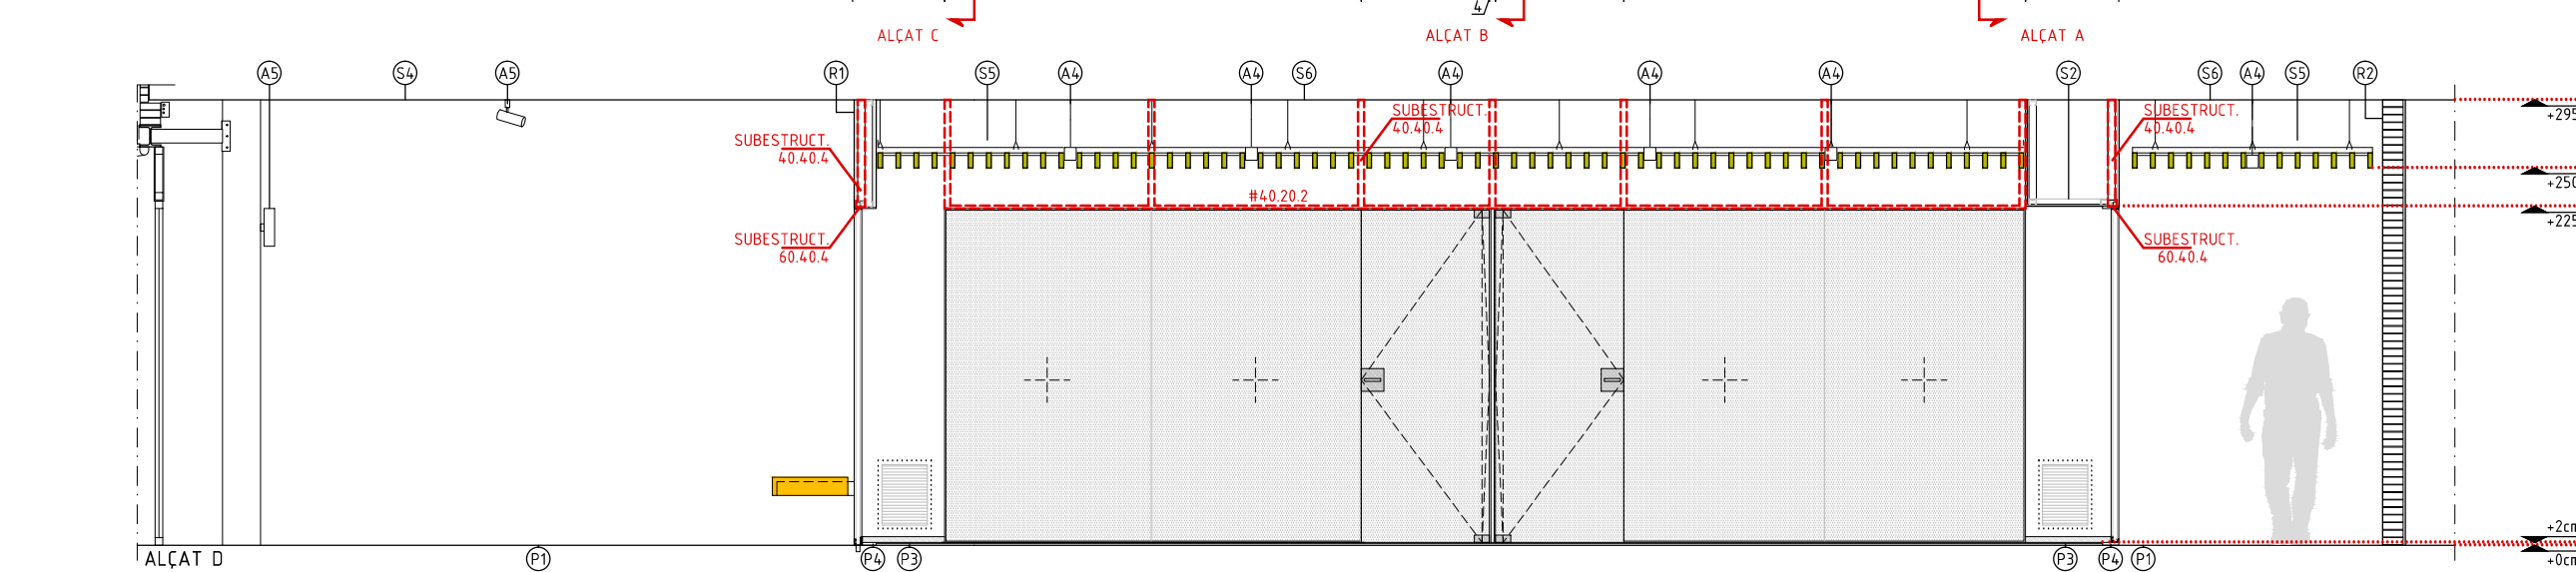 4
ALÇAT C
ALÇAT B
ALÇAT A
A5 S4 A5 R1 S5 A4 A4 S6 A4 A4 A4 S2 S6 A4 S5 R2
SUBESTRUCT.
40.40.4
SUBESTRUCT.
40.40.4
SUBESTRUCT.
40.40.4
+295
+250
#40.20.2
+225
SUBESTRUCT.
60.40.4
SUBESTRUCT.
60.40.4
+2cm
ALÇAT D
P1 P4 P3 P3 P4 P1
+0cm